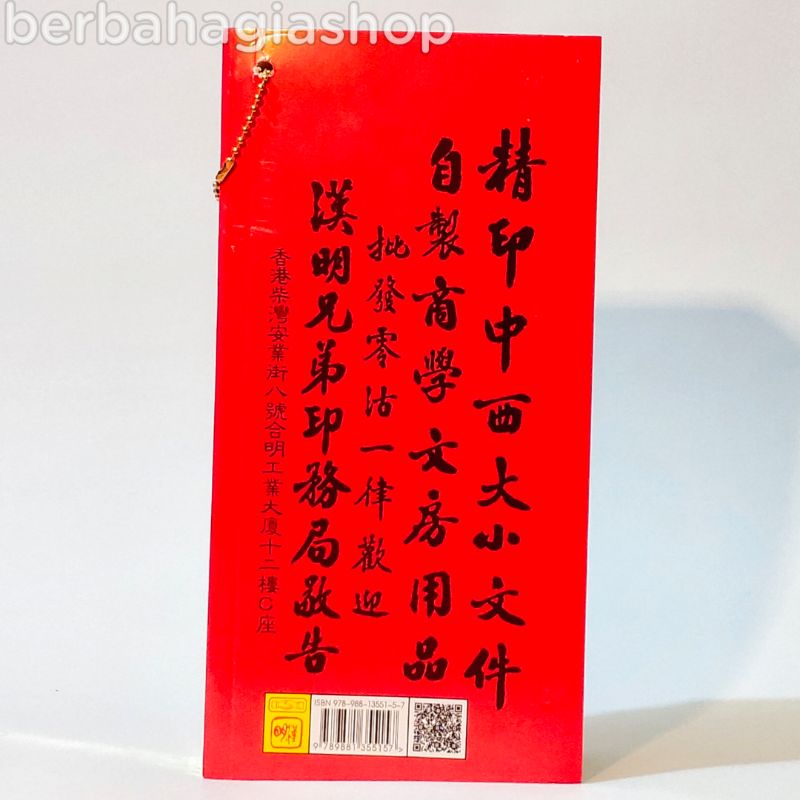 berbahagiashop
精印中西大小文件
自製商學文房用品
批發零沽一律歡迎
漢明兄弟印務局敬告
香港柴灣安業街八號合明工業大廈十二樓C座
ISBN 978-988-13551-5-7
9 789881 355157 >